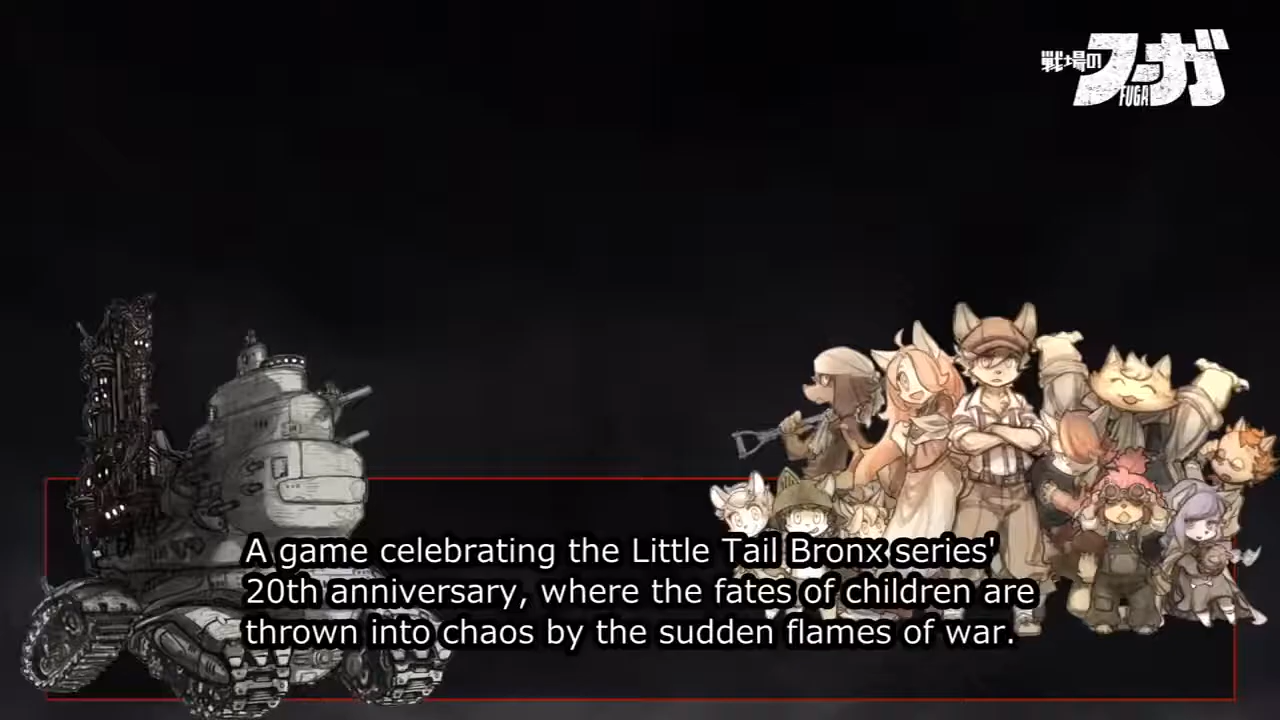 戦場のフーガ
FUGA
A game celebrating the Little Tail Bronx series'
20th anniversary, where the fates of children are
thrown into chaos by the sudden flames of war.